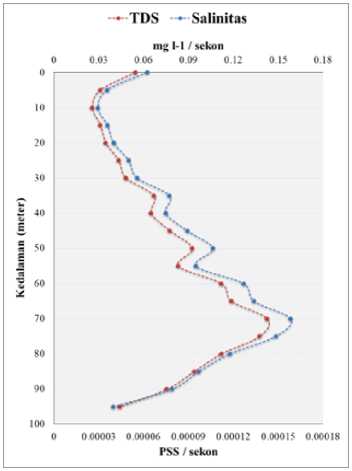 TDS Salinitas
mg l-1 / sekon
0 0.03 0.06 0.09 0.12 0.15 0.18
0
10
20
30
40
50
60
70
80
90
100
Kedalaman (meter)
0 0.00003 0.00006 0.00009 0.00012 0.00015 0.00018
PSS / sekon